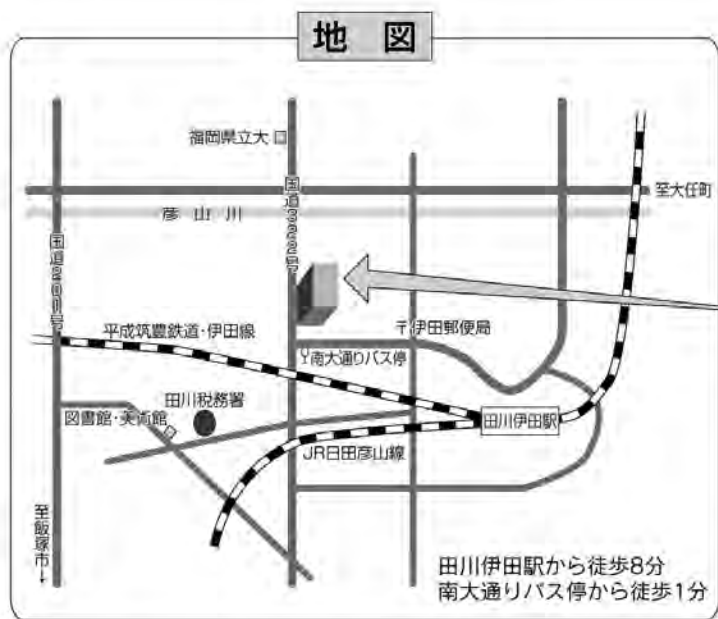 地 図
福岡県立大
至大任町
彦山川
国道322号
国道201号
平成筑豊鉄道・伊田線
〒伊田郵便局
南大通りバス停
田川税務署
図書館・美術館
田川伊田駅
JR日田彦山線
至飯塚市
↓
田川伊田駅から徒歩8分
南大通りバス停から徒歩1分